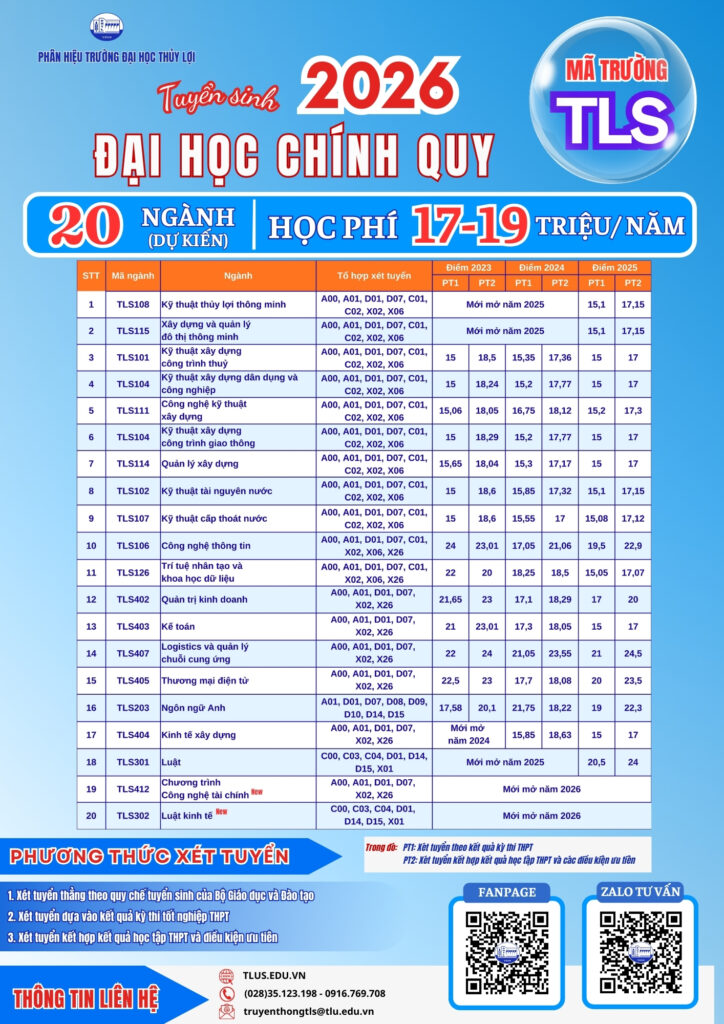 PHÂN HIỆU TRƯỜNG ĐẠI HỌC THỦY LỢI
Tuyển sinh 2026
MÃ TRƯỜNG
TLS
ĐẠI HỌC CHÍNH QUY
20 NGÀNH (DỰ KIẾN) HỌC PHÍ 17-19 TRIỆU/ NĂM
STT Mã ngành Ngành Tổ hợp xét tuyển Điểm 2023 Điểm 2024 Điểm 2025
PT1 PT2 PT1 PT2 PT1 PT2
1 TLS108 Kỹ thuật thủy lợi thông minh A00, A01, D01, D07, C01, C02, X02, X06 Mới mở năm 2025 15,1 17,15
2 TLS115 Xây dựng và quản lý đô thị thông minh A00, A01, D01, D07, C01, C02, X02, X06 Mới mở năm 2025 15,1 17,15
3 TLS101 Kỹ thuật xây dựng công trình thuỷ A00, A01, D01, D07, C01, C02, X02, X06 15 18,5 15,35 17,36 15 17
4 TLS104 Kỹ thuật xây dựng dân dụng và công nghiệp A00, A01, D01, D07, C01, C02, X02, X06 15 18,24 15,2 17,77 15 17
5 TLS111 Công nghệ kỹ thuật xây dựng A00, A01, D01, D07, C01, C02, X02, X06 15,06 18,05 16,75 18,12 15,2 17,3
6 TLS104 Kỹ thuật xây dựng công trình giao thông A00, A01, D01, D07, C01, C02, X02, X06 15 18,29 15,2 17,77 15 17
7 TLS114 Quản lý xây dựng A00, A01, D01, D07, C01, C02, X02, X06 15,65 18,04 15,3 17,17 15 17
8 TLS102 Kỹ thuật tài nguyên nước A00, A01, D01, D07, C01, C02, X02, X06 15 18,6 15,85 17,32 15,1 17,15
9 TLS107 Kỹ thuật cấp thoát nước A00, A01, D01, D07, C01, C02, X02, X06 15 18,6 15,55 17 15,08 17,12
10 TLS106 Công nghệ thông tin A00, A01, D01, D07, C01, X02, X06, X26 24 23,01 17,05 21,06 19,5 22,9
11 TLS126 Trí tuệ nhân tạo và khoa học dữ liệu A00, A01, D01, D07, C01, X02, X06, X26 22 20 18,25 18,5 15,05 17,07
12 TLS402 Quản trị kinh doanh A00, A01, D01, D07, X02, X26 21,65 23 17,1 18,29 17 20
13 TLS403 Kế toán A00, A01, D01, D07, X02, X26 21 23,01 17,3 18,05 15 17
14 TLS407 Logistics và quản lý chuỗi cung ứng A00, A01, D01, D07, X02, X26 22 24 21,05 23,55 21 24,5
15 TLS405 Thương mại điện tử A00, A01, D01, D07, X02, X26 22,5 23 17,7 18,08 20 23,5
16 TLS203 Ngôn ngữ Anh A01, D01, D07, D08, D09, D10, D14, D15 17,58 20,1 21,75 18,22 19 22,3
17 TLS404 Kinh tế xây dựng A00, A01, D01, D07, X02, X26 Mới mở năm 2024 15,85 18,63 15 17
18 TLS301 Luật C00, C03, C04, D01, D14, D15, X01 Mới mở năm 2025 20,5 24
19 TLS412 Chương trình Công nghệ tài chính New A00, A01, D01, D07, X02, X26 Mới mở năm 2026
20 TLS302 Luật kinh tế New C00, C03, C04, D01, D14, D15, X01 Mới mở năm 2026
PHƯƠNG THỨC XÉT TUYỂN
Trong đó: PT1: Xét tuyển theo kết quả kỳ thi THPT
PT2: Xét tuyển kết hợp kết quả học tập THPT và các điều kiện ưu tiên
1. Xét tuyển thẳng theo quy chế tuyển sinh của Bộ Giáo dục và Đào tạo
2. Xét tuyển dựa vào kết quả kỳ thi tốt nghiệp THPT
3. Xét tuyển kết hợp kết quả học tập THPT và điều kiện ưu tiên
FANPAGE
ZALO TƯ VẤN
THÔNG TIN LIÊN HỆ
TLUS.EDU.VN
(028)35.123.198 - 0916.769.708
truyenthongtls@tlu.edu.vn